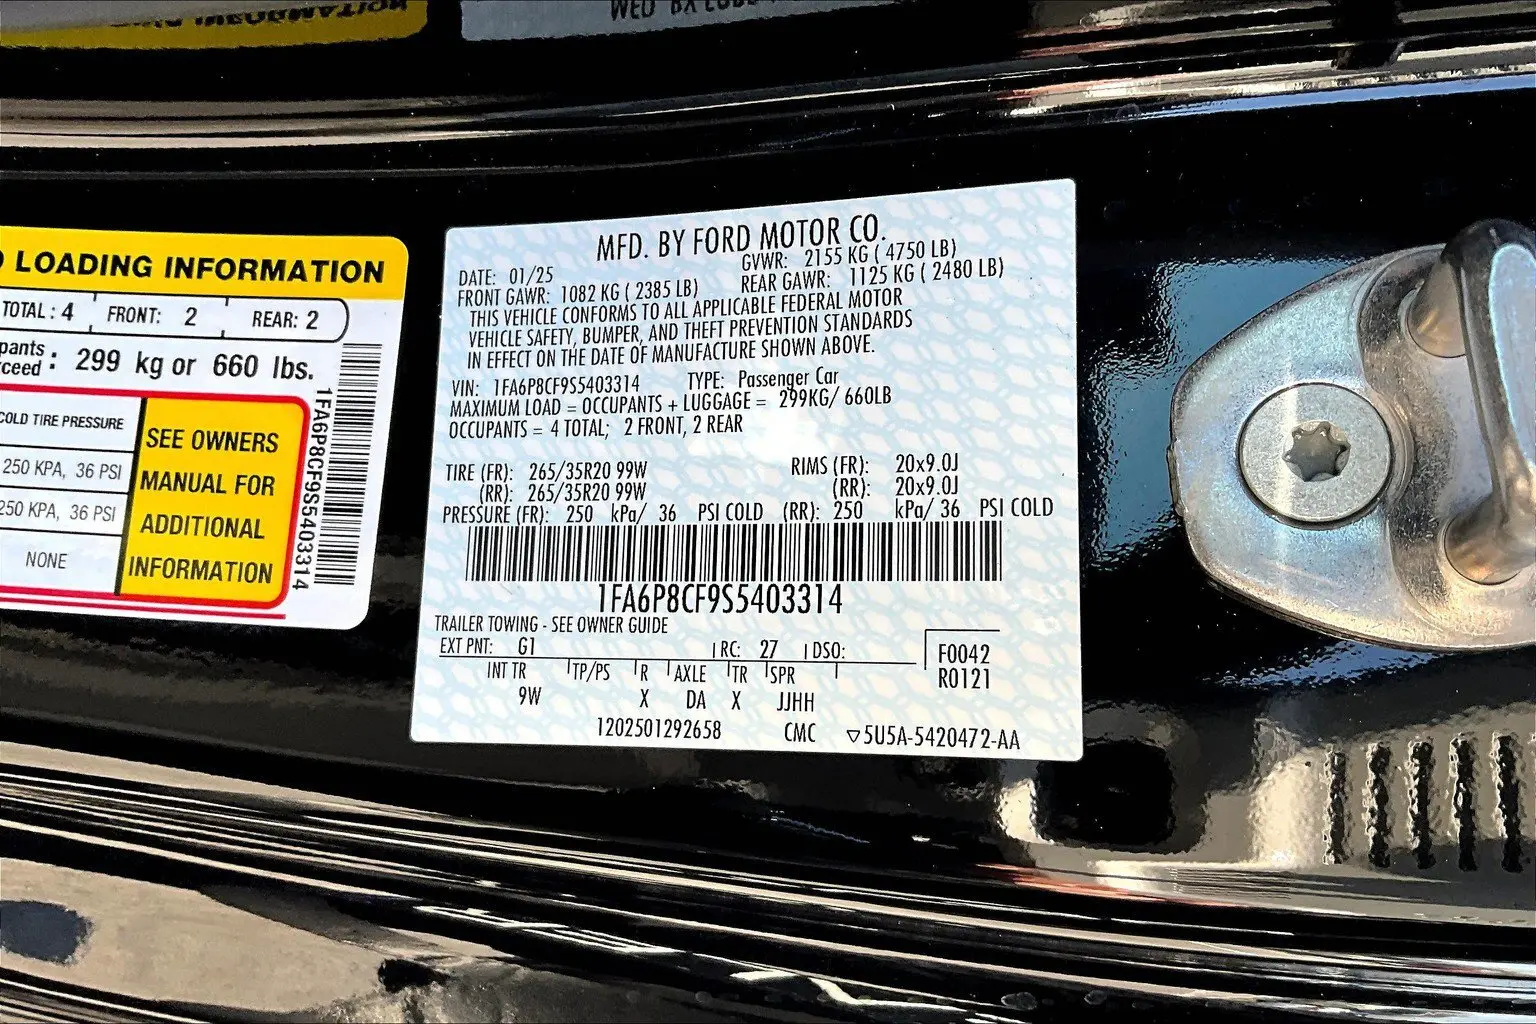 LOADING INFORMATION
TOTAL : 4 FRONT: 2 REAR: 2
299 kg or 660 lbs.
COLD TIRE PRESSURE
250 KPA, 36 PSI
250 KPA, 36 PSI
NONE
SEE OWNERS
MANUAL FOR
ADDITIONAL
INFORMATION
1FA6P8CF9S5403314
MFD. BY FORD MOTOR CO.
DATE: 01/25 GVWR: 2155 KG ( 4750 LB)
FRONT GAWR: 1082 KG ( 2385 LB) REAR GAWR: 1125 KG ( 2480 LB)
THIS VEHICLE CONFORMS TO ALL APPLICABLE FEDERAL MOTOR
VEHICLE SAFETY, BUMPER, AND THEFT PREVENTION STANDARDS
IN EFFECT ON THE DATE OF MANUFACTURE SHOWN ABOVE.
VIN: 1FA6P8CF9S5403314 TYPE: Passenger Car
MAXIMUM LOAD = OCCUPANTS + LUGGAGE = 299KG/ 660LB
OCCUPANTS = 4 TOTAL; 2 FRONT, 2 REAR
TIRE (FR): 265/35R20 99W RIMS (FR): 20x9.0J
(RR): 265/35R20 99W (RR): 20x9.0J
PRESSURE (FR): 250 kPa/ 36 PSI COLD (RR): 250 kPa/ 36 PSI COLD
1FA6P8CF9S5403314
TRAILER TOWING - SEE OWNER GUIDE
EXT PNT: G1 RC: 27 DSO: F0042
INT TR TP/PS R AXLE TR SPR R0121
9W X DA X JJHH
1202501292658 CMC ▽5U5A-5420472-AA